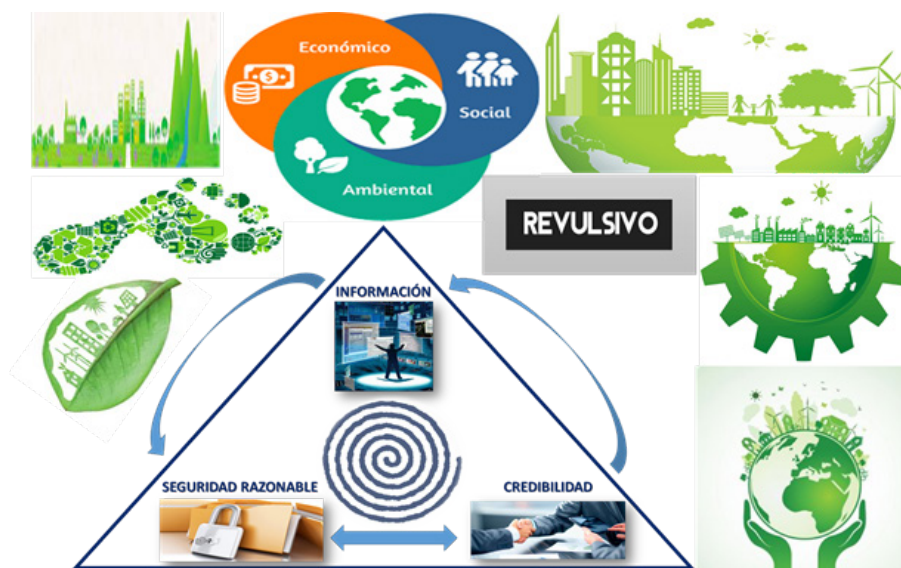 Económico
Social
Ambiental
REVULSIVO
INFORMACIÓN
SEGURIDAD RAZONABLE
CREDIBILIDAD